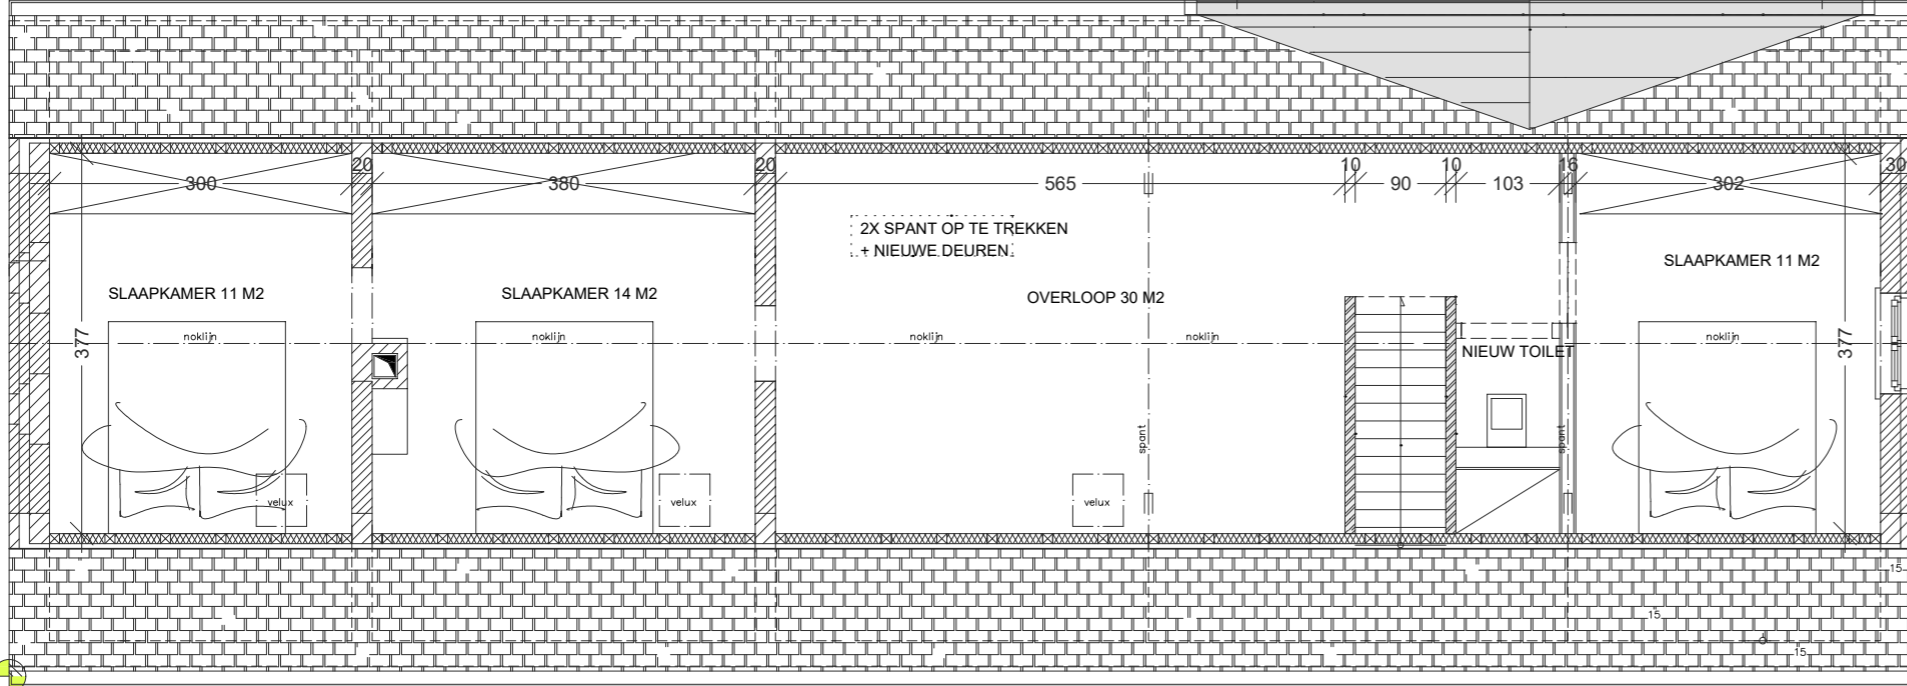 20
20
10
10
16
30
300
380
565
90
103
302
2X SPANT OP TE TREKKEN
+ NIEUWE DEUREN
SLAAPKAMER 11 M2
SLAAPKAMER 14 M2
OVERLOOP 30 M2
SLAAPKAMER 11 M2
377
noklijn
noklijn
noklijn
noklijn
noklijn
377
NIEUW TOILET
spant
spant
velux
velux
velux
15
15
15